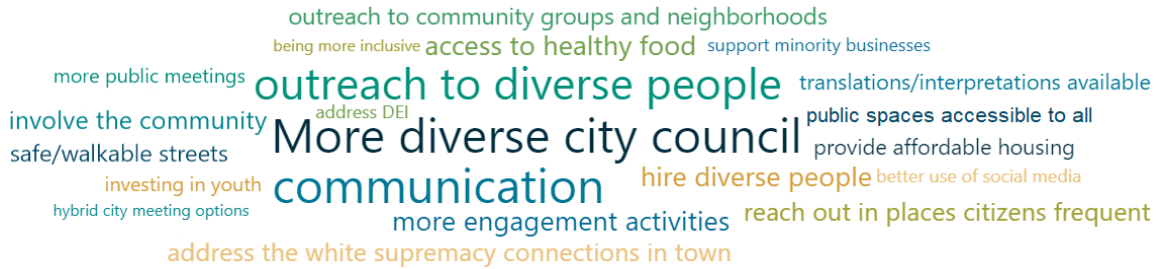 outreach to community groups and neighborhoods
being more inclusive
access to healthy food
support minority businesses
more public meetings
outreach to diverse people
translations/interpretations available
address DEI
involve the community
More diverse city council
public spaces accessible to all
safe/walkable streets
provide affordable housing
investing in youth
communication
hire diverse people
better use of social media
hybrid city meeting options
more engagement activities
reach out in places citizens frequent
address the white supremacy connections in town